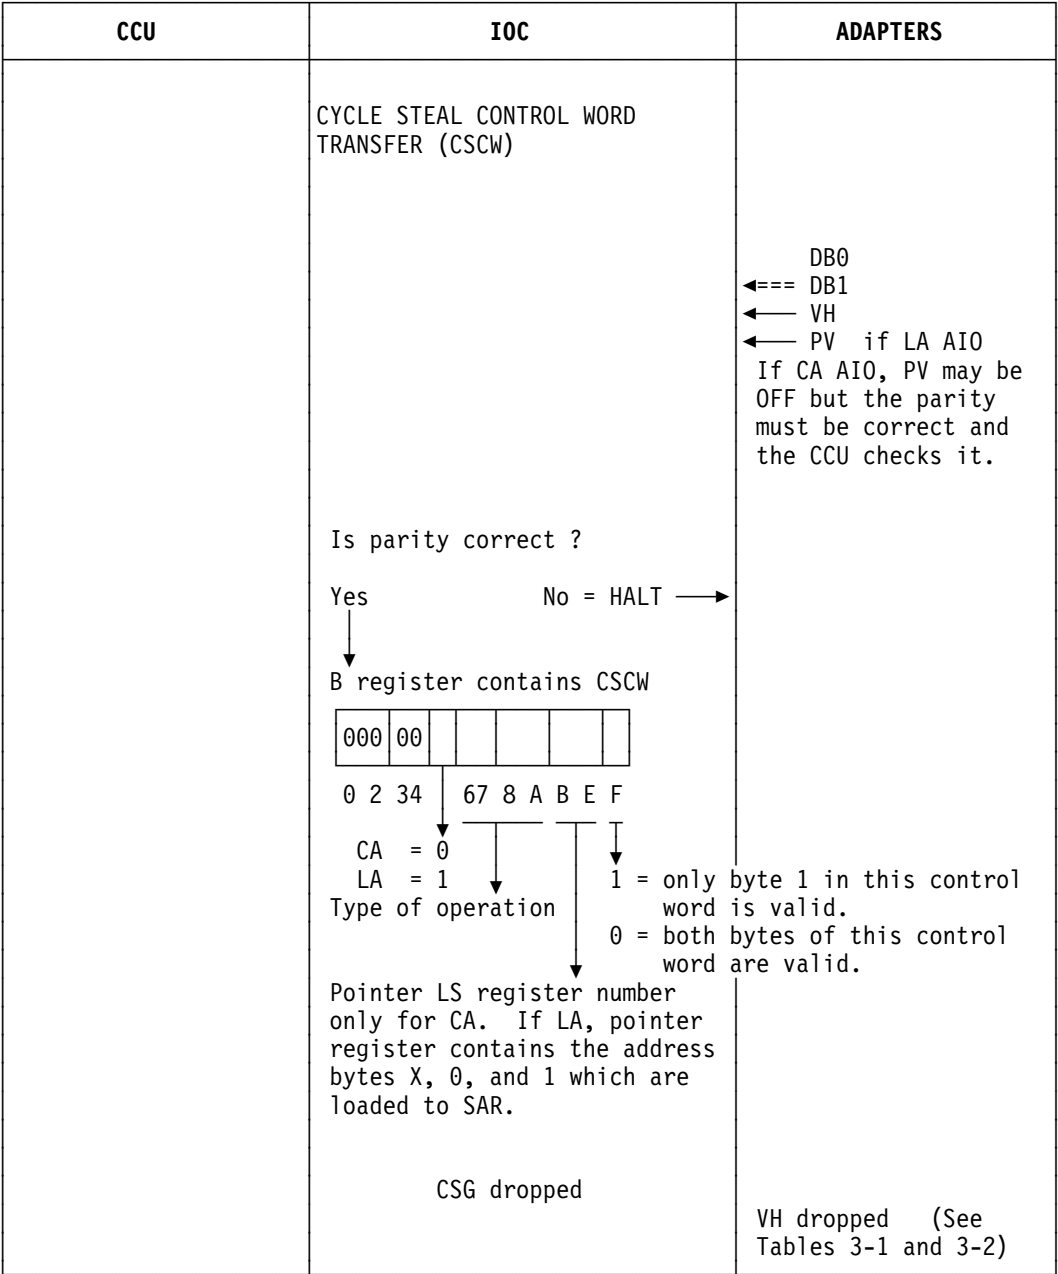 CCU IOC ADAPTERS
CYCLE STEAL CONTROL WORD
TRANSFER (CSCW)
DB0
◄=== DB1
◄── VH
◄── PV if LA AIO
If CA AIO, PV may be
OFF but the parity
must be correct and
the CCU checks it.
Is parity correct ?
Yes No = HALT ──►
B register contains CSCW
000 00
0 2 34 67 8 A B E F
CA = 0
LA = 1 1 = only byte 1 in this control
Type of operation word is valid.
0 = both bytes of this control
word are valid.
Pointer LS register number
only for CA. If LA, pointer
register contains the address
bytes X, 0, and 1 which are
loaded to SAR.
CSG dropped
VH dropped (See
Tables 3-1 and 3-2)